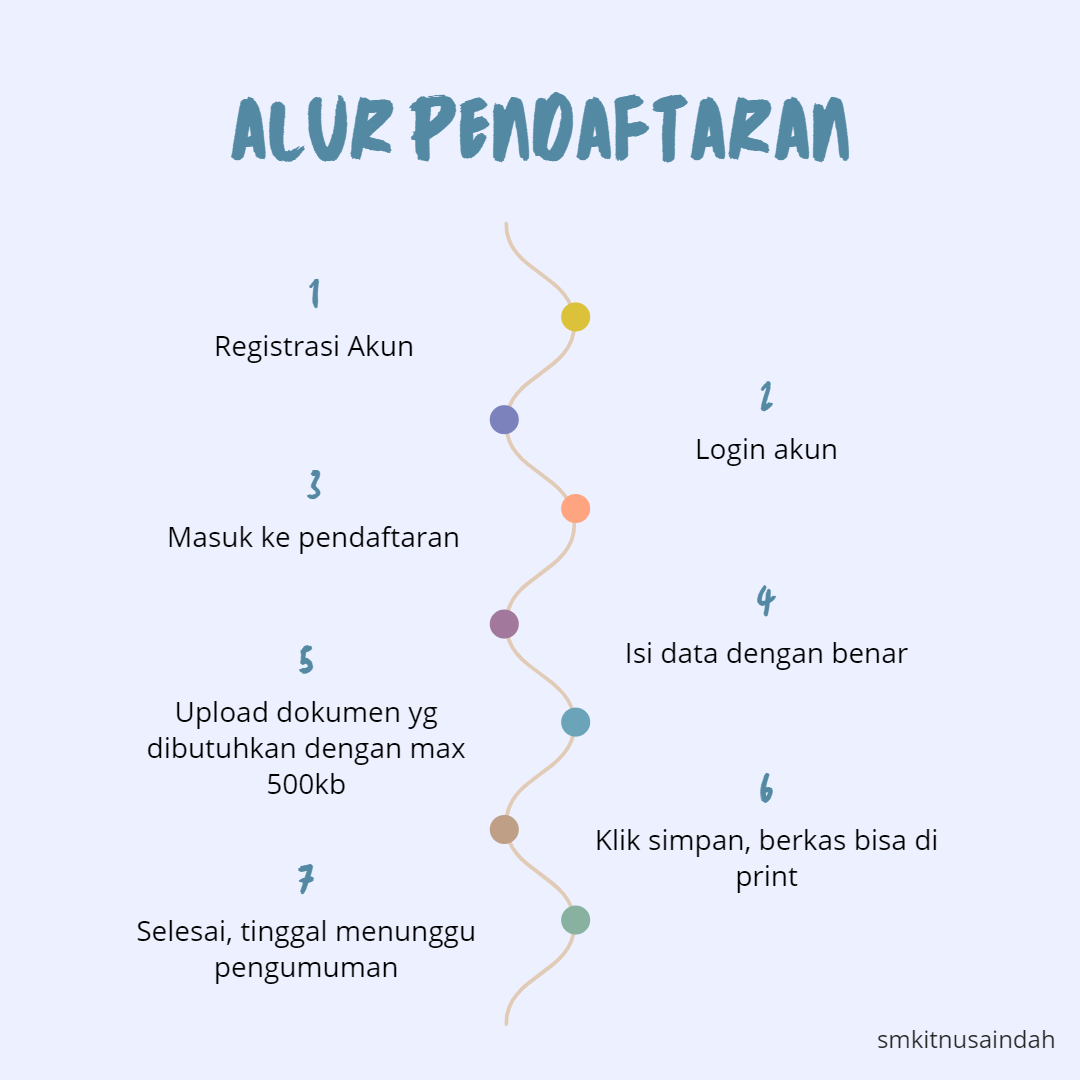 ALUR PENDAFTARAN
1
Registrasi Akun
2
Login akun
3
Masuk ke pendaftaran
4
Isi data dengan benar
5
Upload dokumen yg
dibutuhkan dengan max
500kb
6
Klik simpan, berkas bisa di
print
7
Selesai, tinggal menunggu
pengumuman
smkitnusaindah